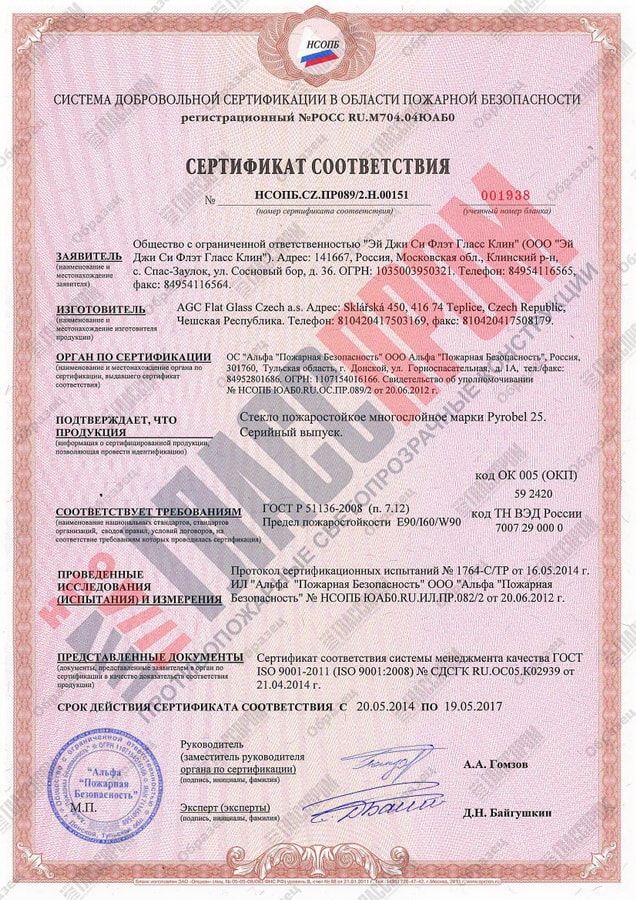 НСОПБ
СИСТЕМА ДОБРОВОЛЬНОЙ СЕРТИФИКАЦИИ В ОБЛАСТИ ПОЖАРНОЙ БЕЗОПАСНОСТИ
регистрационный №РОСС RU.М704.04ЮАБ0
СЕРТИФИКАТ СООТВЕТСТВИЯ
№ НСОПБ.CZ.ПР089/2.Н.00151 001938
(номер сертификата соответствия) (учетный номер бланка)
Общество с ограниченной ответственностью "Эй Джи Си Флэт Гласс Клин" (ООО "Эй
ЗАЯВИТЕЛЬ Джи Си Флэт Гласс Клин"). Адрес: 141667, Россия, Московская обл., Клинский р-н,
(наименование и с. Спас-Заулок, ул. Сосновый бор, д. 36. ОГРН: 1035003950321. Телефон: 84954116565,
местонахождение факс: 84954116564.
заявителя)
ИЗГОТОВИТЕЛЬ AGC Flat Glass Czech a.s. Адрес: Sklářská 450, 416 74 Teplice, Czech Republic,
(наименование и Чешская Республика. Телефон: 810420417503169, факс: 810420417508179.
местонахождение изготовителя
продукции)
ОРГАН ПО СЕРТИФИКАЦИИ ОС "Альфа "Пожарная Безопасность" ООО Альфа "Пожарная Безопасность", Россия,
(наименование и местонахождение органа по 301760, Тульская область, г. Донской, ул. Горноспасательная, д. 1А, тел./факс:
сертификации, выдавшего сертификат 84952801686, ОГРН: 1107154016166. Свидетельство об уполномочивании
соответствия) № НСОПБ ЮАБ0.RU.ОС.ПР.089/2 от 20.06.2012 г.
ПОДТВЕРЖДАЕТ, ЧТО Стекло пожаростойкое многослойное марки Pyrobel 25.
ПРОДУКЦИЯ Серийный выпуск.
(информация о сертифицированной продукции,
позволяющая провести идентификацию)
код ОК 005 (ОКП)
59 2420
СООТВЕТСТВУЕТ ТРЕБОВАНИЯМ ГОСТ Р 51136-2008 (п. 7.12) код ТН ВЭД России
(наименование национальных стандартов, стандартов Предел пожаростойкости E90/I60/W90 7007 29 000 0
организаций, сводов правил, условий договоров, на
соответствие требованиям которых проводилась сертификация)
ПРОВЕДЕННЫЕ Протокол сертификационных испытаний № 1764-С/ТР от 16.05.2014 г.
ИССЛЕДОВАНИЯ ИЛ "Альфа "Пожарная Безопасность" ООО "Альфа "Пожарная
(ИСПЫТАНИЯ) И ИЗМЕРЕНИЯ Безопасность" № НСОПБ ЮАБ0.RU.ИЛ.ПР.082/2 от 20.06.2012 г.
ПРЕДСТАВЛЕННЫЕ ДОКУМЕНТЫ Сертификат соответствия системы менеджмента качества ГОСТ
(документы, представленные заявителем в орган по ISO 9001-2011 (ISO 9001:2008) № СДСГК RU.ОС05.К02939 от
сертификации в качестве доказательств соответствия 21.04.2014 г.
продукции)
СРОК ДЕЙСТВИЯ СЕРТИФИКАТА СООТВЕТСТВИЯ С 20.05.2014 ПО 19.05.2017
Руководитель
(заместитель руководителя
органа по сертификации) А.А. Гомзов
(подпись, инициалы, фамилия)
"Альфа
"Пожарная
Безопасность"
М.П.
Эксперт (эксперты) Д.Н. Байгушкин
(подпись, инициалы, фамилия)
НПО ПЛАСОПРОМ
ПРОТИВОПОЖАРНЫЕ СВЕТОПРОЗРАЧНЫЕ КОНСТРУКЦИИ
Образец